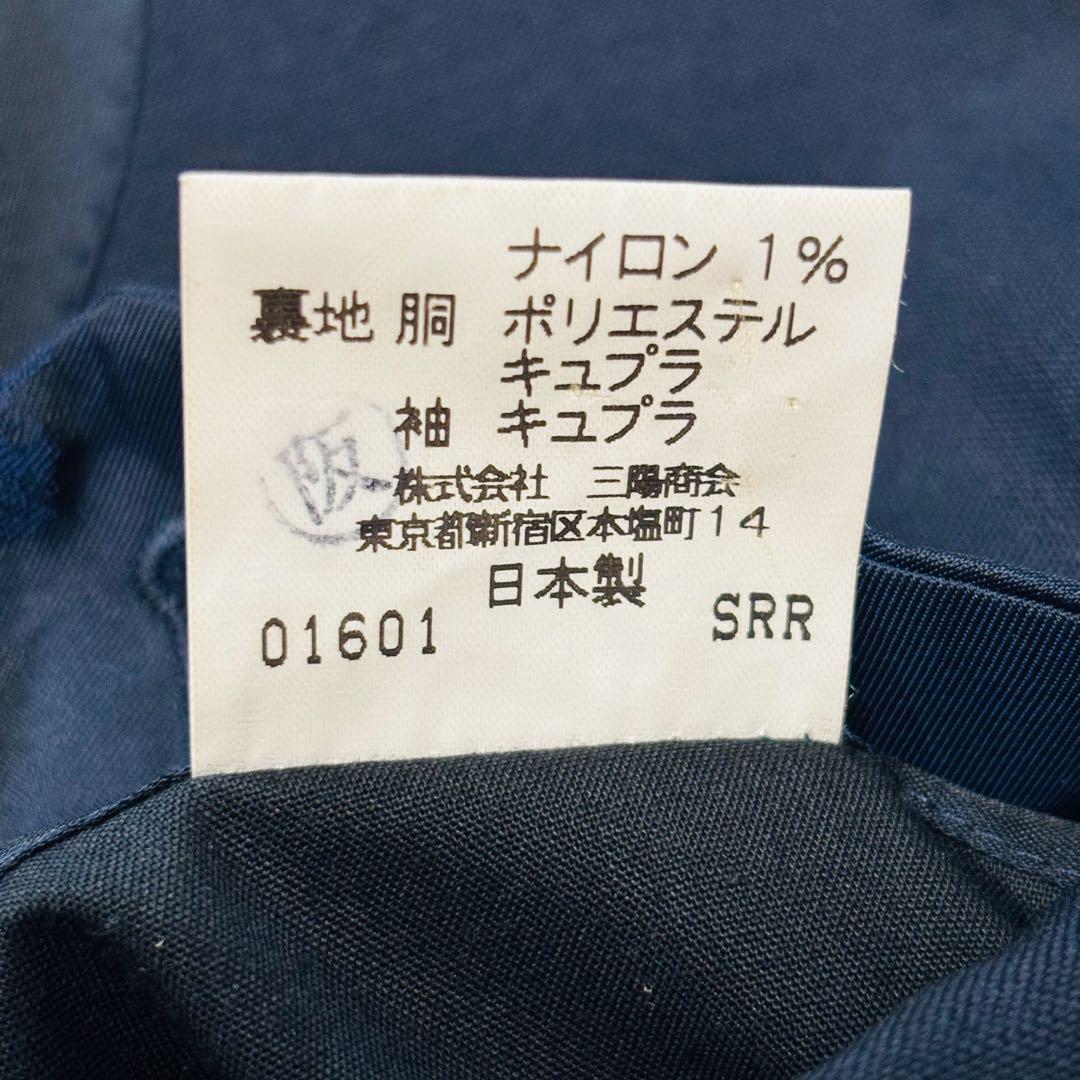 ナイロン 1%
裏地 胴 ポリエステル
キュプラ
袖 キュプラ
阪
株式会社 三陽商会
東京都新宿区本塩町14
日本製
01601 SRR